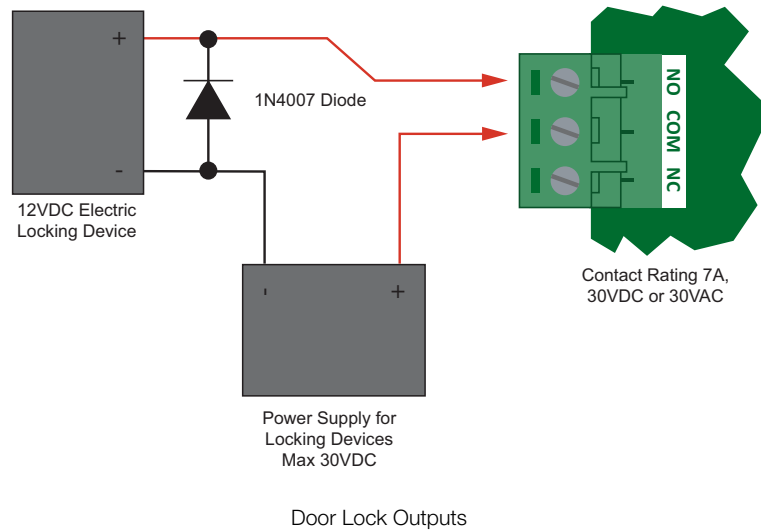 +
1N4007 Diode
-
12VDC Electric
Locking Device
NO COM NC
Contact Rating 7A,
30VDC or 30VAC
- +
Power Supply for
Locking Devices
Max 30VDC
Door Lock Outputs